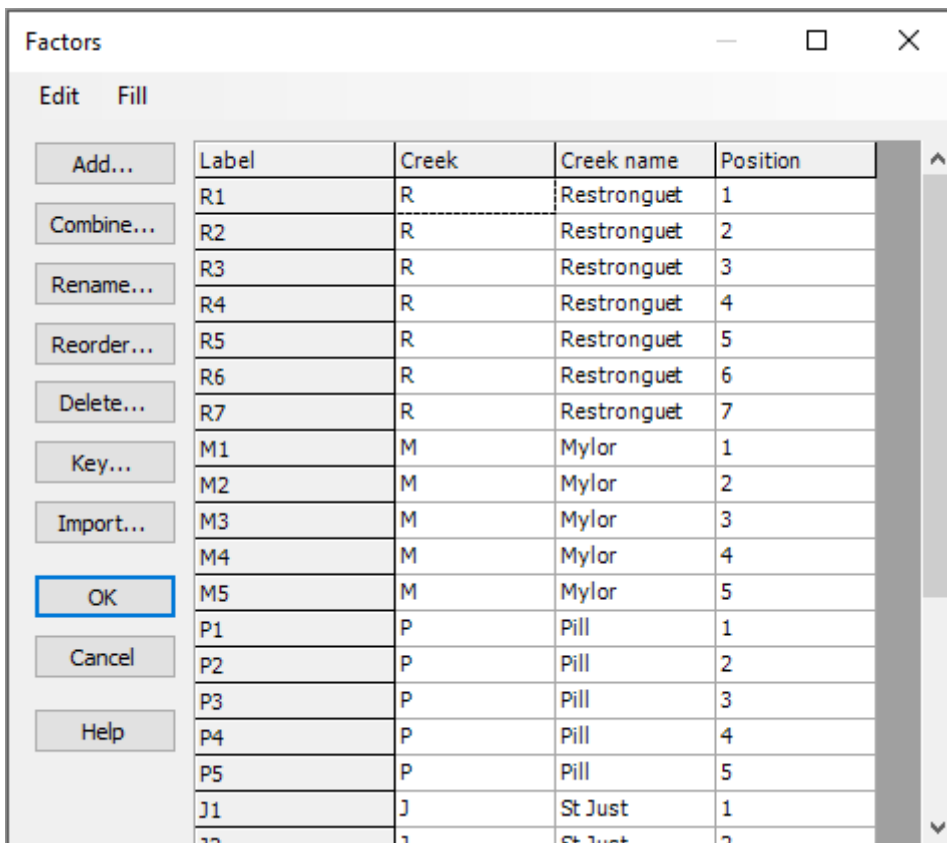 Factors
Edit Fill
Add...
Combine...
Rename...
Reorder...
Delete...
Key...
Import...
OK
Cancel
Help
Label Creek Creek name Position
R1 R Restronguet 1
R2 R Restronguet 2
R3 R Restronguet 3
R4 R Restronguet 4
R5 R Restronguet 5
R6 R Restronguet 6
R7 R Restronguet 7
M1 M Mylor 1
M2 M Mylor 2
M3 M Mylor 3
M4 M Mylor 4
M5 M Mylor 5
P1 P Pill 1
P2 P Pill 2
P3 P Pill 3
P4 P Pill 4
P5 P Pill 5
J1 J St Just 1